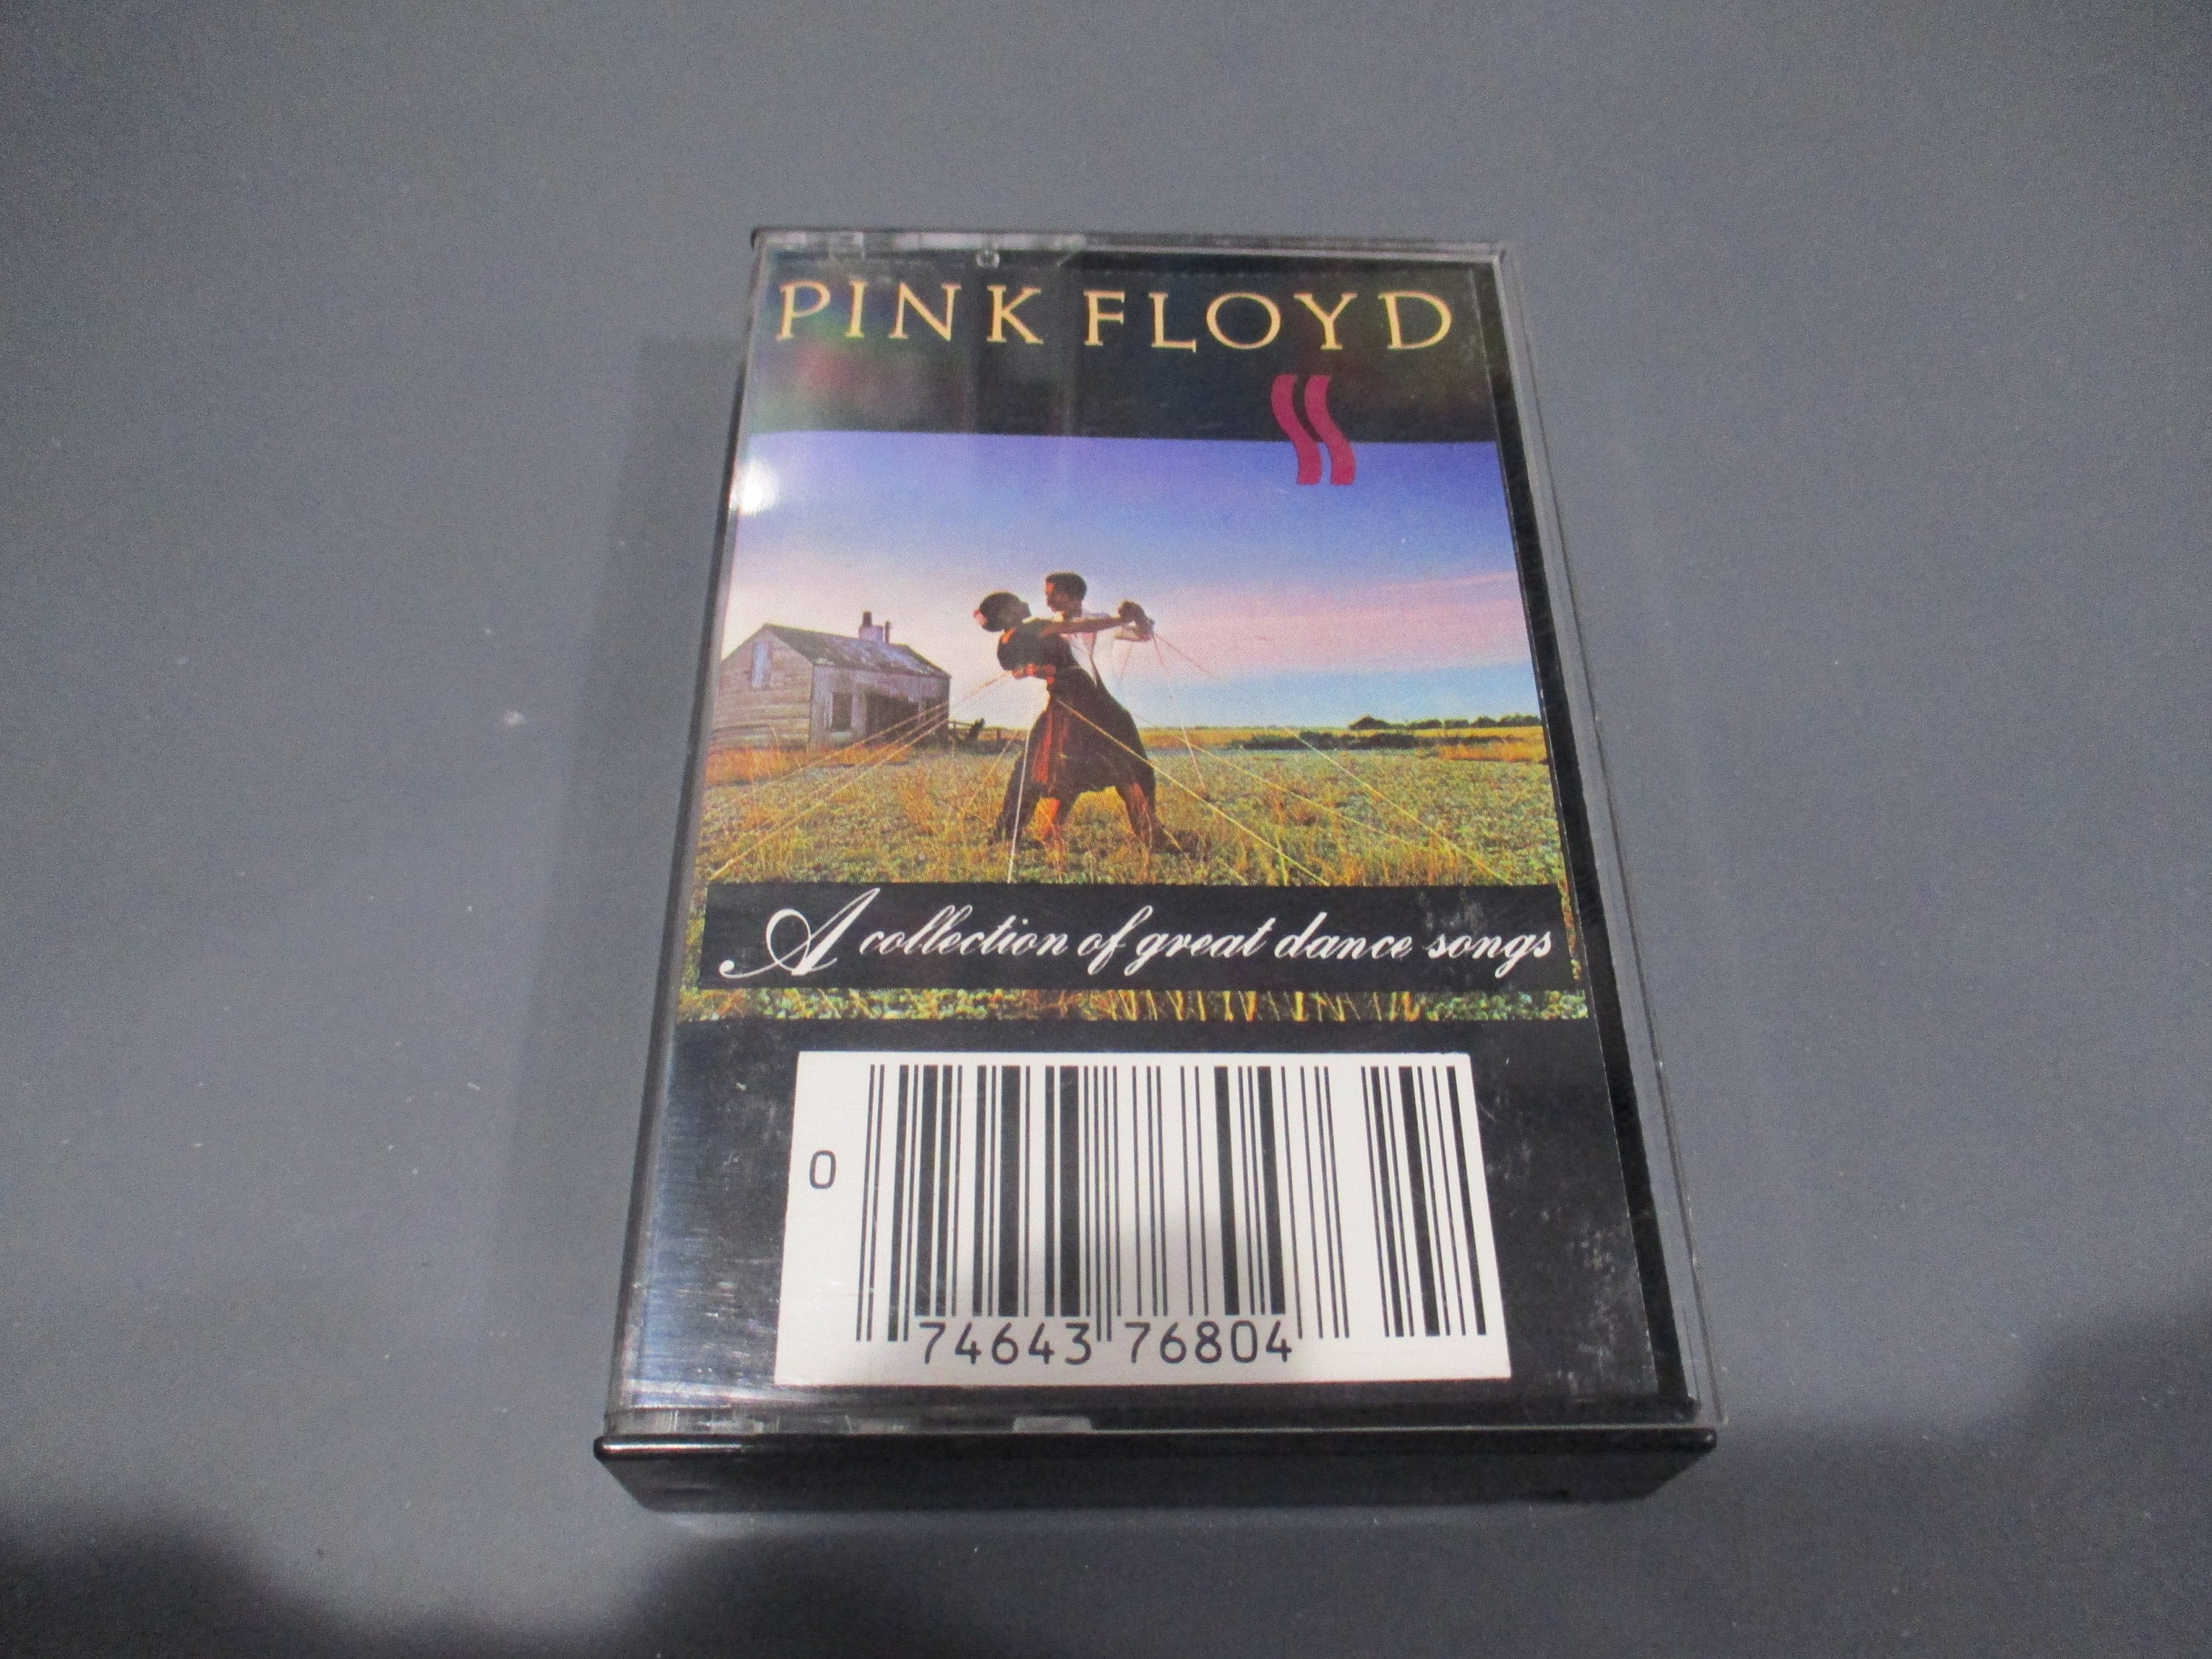 PINK FLOYD
A collection of great dance songs
0
74643 76804